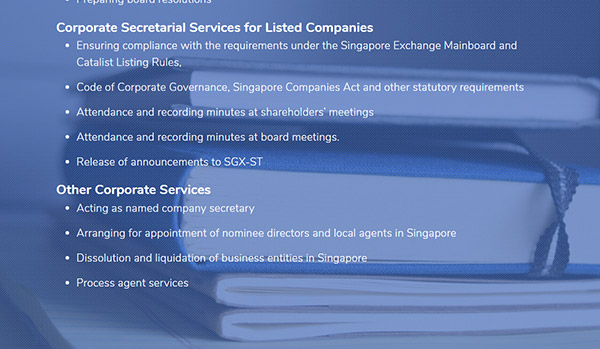 Preparing board resolutions
Corporate Secretarial Services for Listed Companies
Ensuring compliance with the requirements under the Singapore Exchange Mainboard and
Catalist Listing Rules,
Code of Corporate Governance, Singapore Companies Act and other statutory requirements
Attendance and recording minutes at shareholders' meetings
Attendance and recording minutes at board meetings.
Release of announcements to SGX-ST
Other Corporate Services
Acting as named company secretary
Arranging for appointment of nominee directors and local agents in Singapore
Dissolution and liquidation of business entities in Singapore
Process agent services